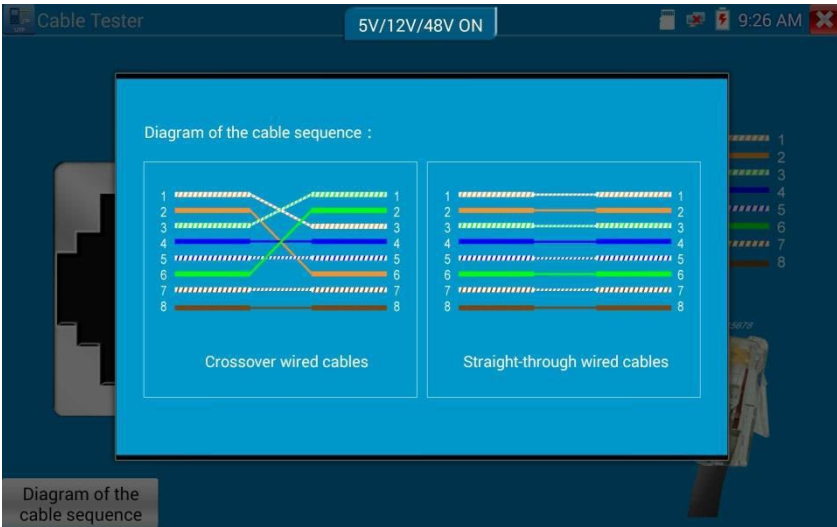 UTP
Cable Tester
5V/12V/48V ON
9:26 AM
Diagram of the cable sequence :
1 1
2 2
3 3
4 4
5 5
6 6
7 7
8 8
Crossover wired cables
1 1
2 2
3 3
4 4
5 5
6 6
7 7
8 8
Straight-through wired cables
1
2
3
4
5
6
7
8
5678
Diagram of the
cable sequence